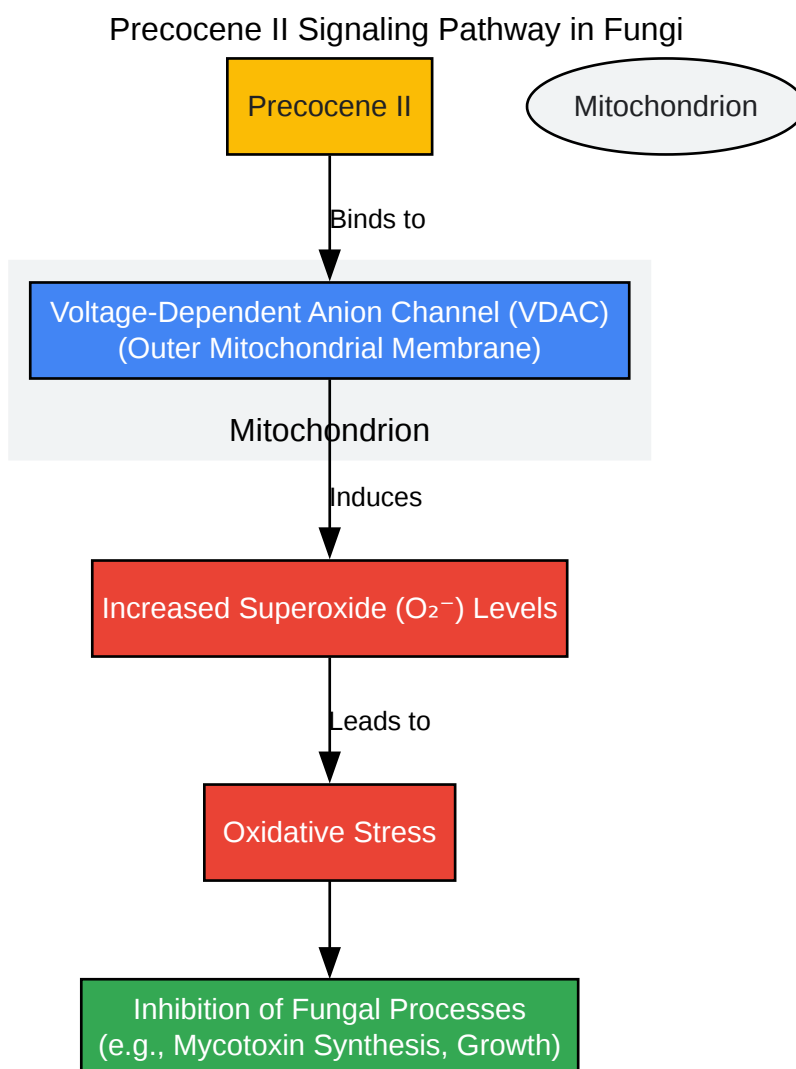 Precocene II Signaling Pathway in Fungi
Precocene II
Mitochondrion
Binds to
Voltage-Dependent Anion Channel (VDAC)
(Outer Mitochondrial Membrane)
Mitochondrion
Induces
Increased Superoxide (O₂⁻) Levels
Leads to
Oxidative Stress
Inhibition of Fungal Processes
(e.g., Mycotoxin Synthesis, Growth)